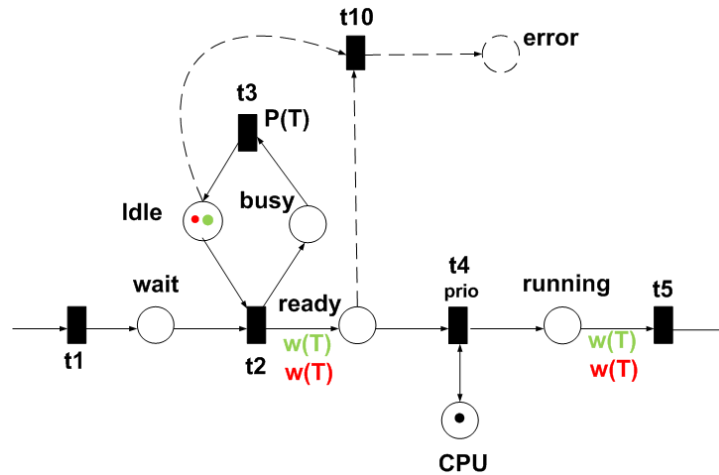 t10
error
t3
P(T)
Idle
busy
wait
ready
t4
prio
running
t5
t1
t2
w(T)
w(T)
w(T)
w(T)
CPU